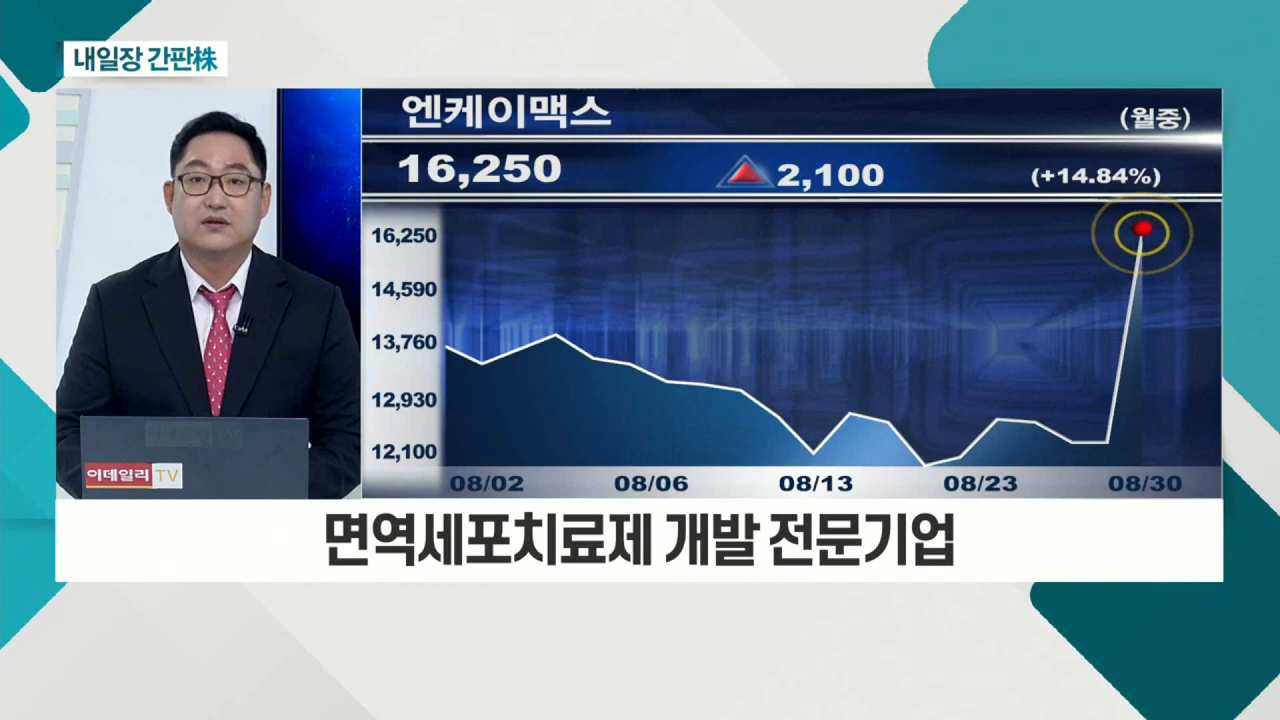 내일장 간판株
엔케이맥스
(월중)
16,250
2,100
(+14.84%)
16,250
14,590
13,760
12,930
12,100
08/02 08/06 08/13 08/23 08/30
이데일리 TV
면역세포치료제 개발 전문기업